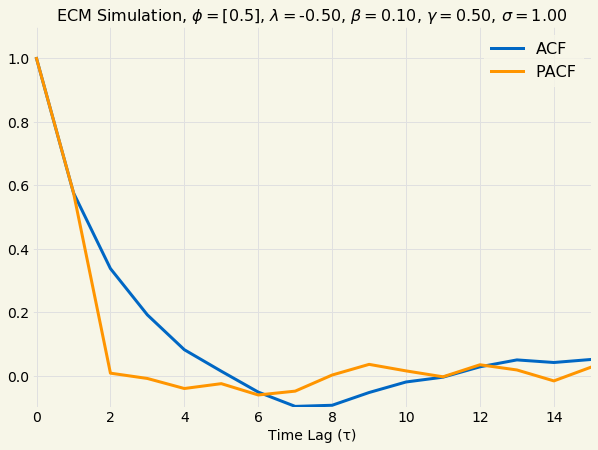 ECM Simulation, ϕ = [0.5], λ = -0.50, β = 0.10, γ = 0.50, σ = 1.00
ACF
PACF
1.0
0.8
0.6
0.4
0.2
0.0
0 2 4 6 8 10 12 14
Time Lag (τ)